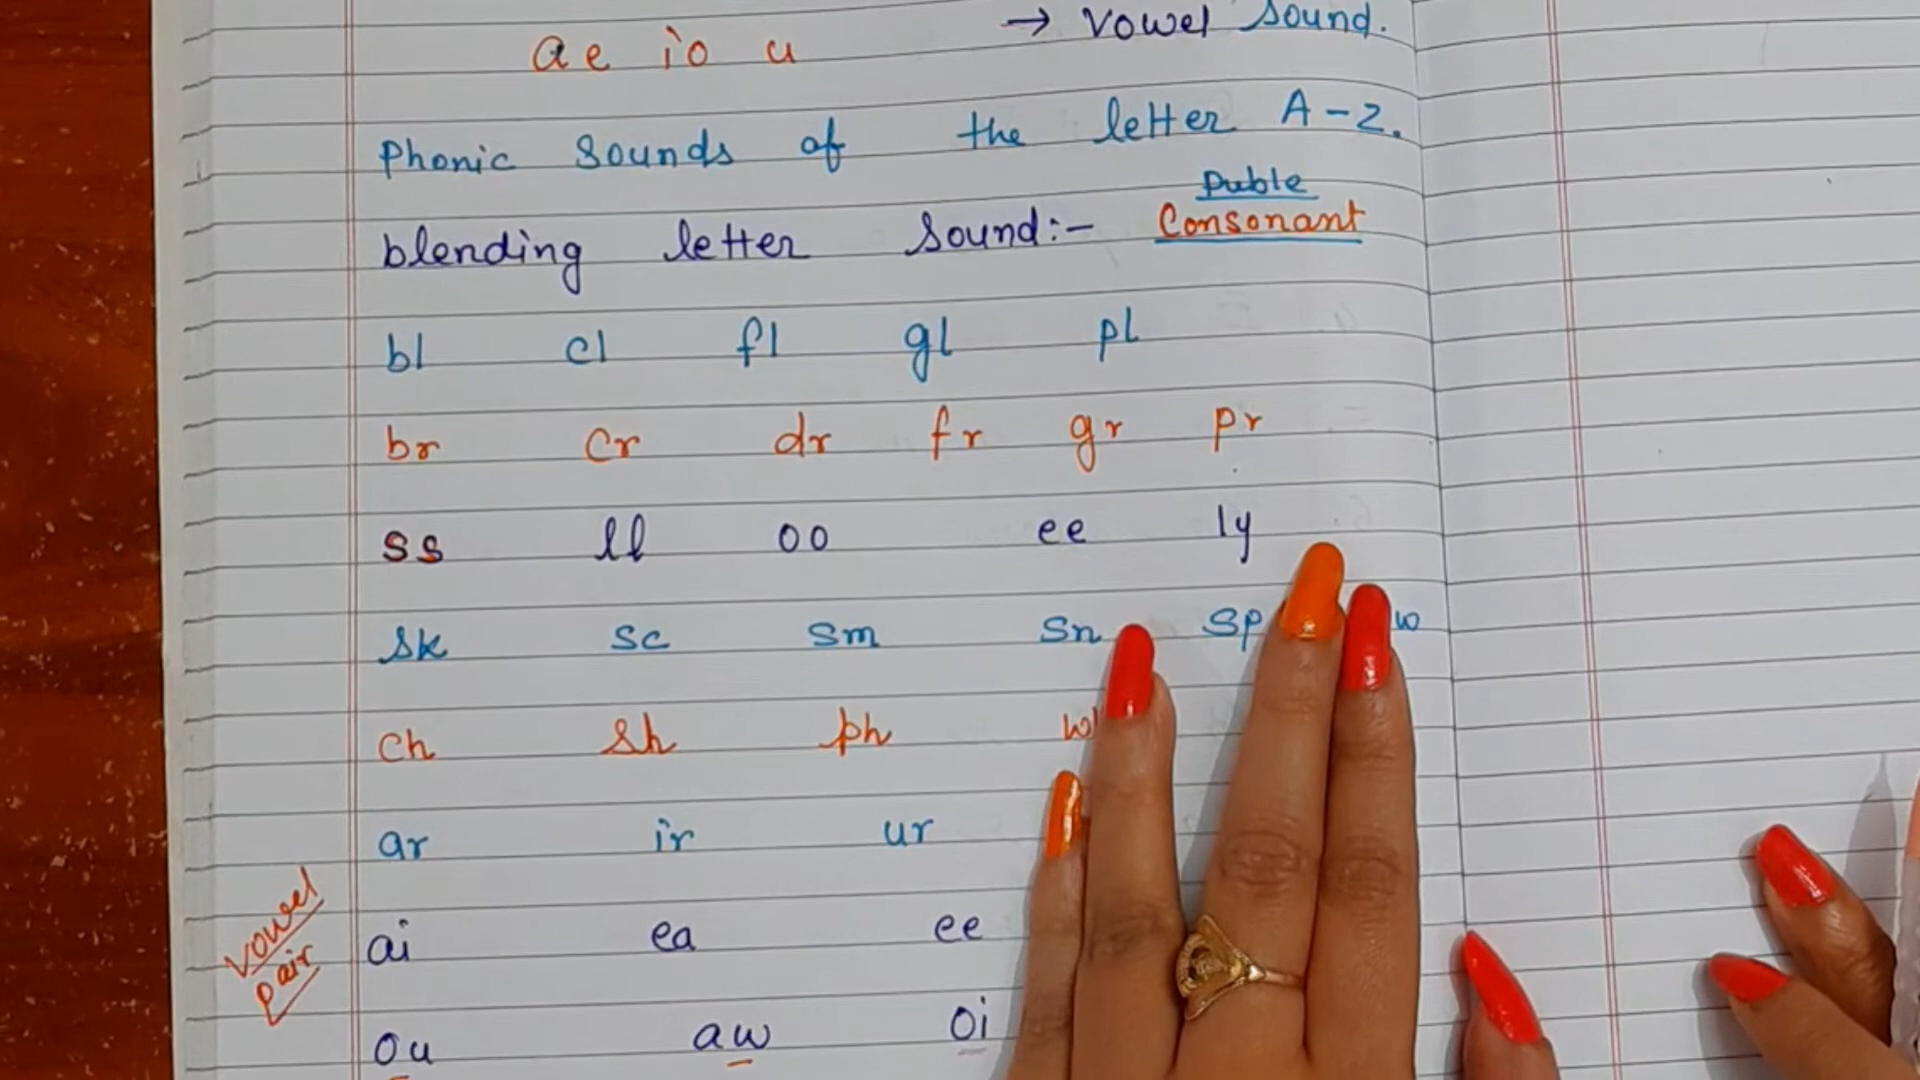 a e i o u → Vowel Sound.
Phonic Sounds of the letter A-Z.
Duble
blending letter Sound:- Consonant
bl cl fl gl pl
br cr dr fr gr pr
ss ll oo ee ly
sk sc sm sn sp
ch sh ph
ar ir ur
Vowel
pair
ai ea ee
ou aw oi